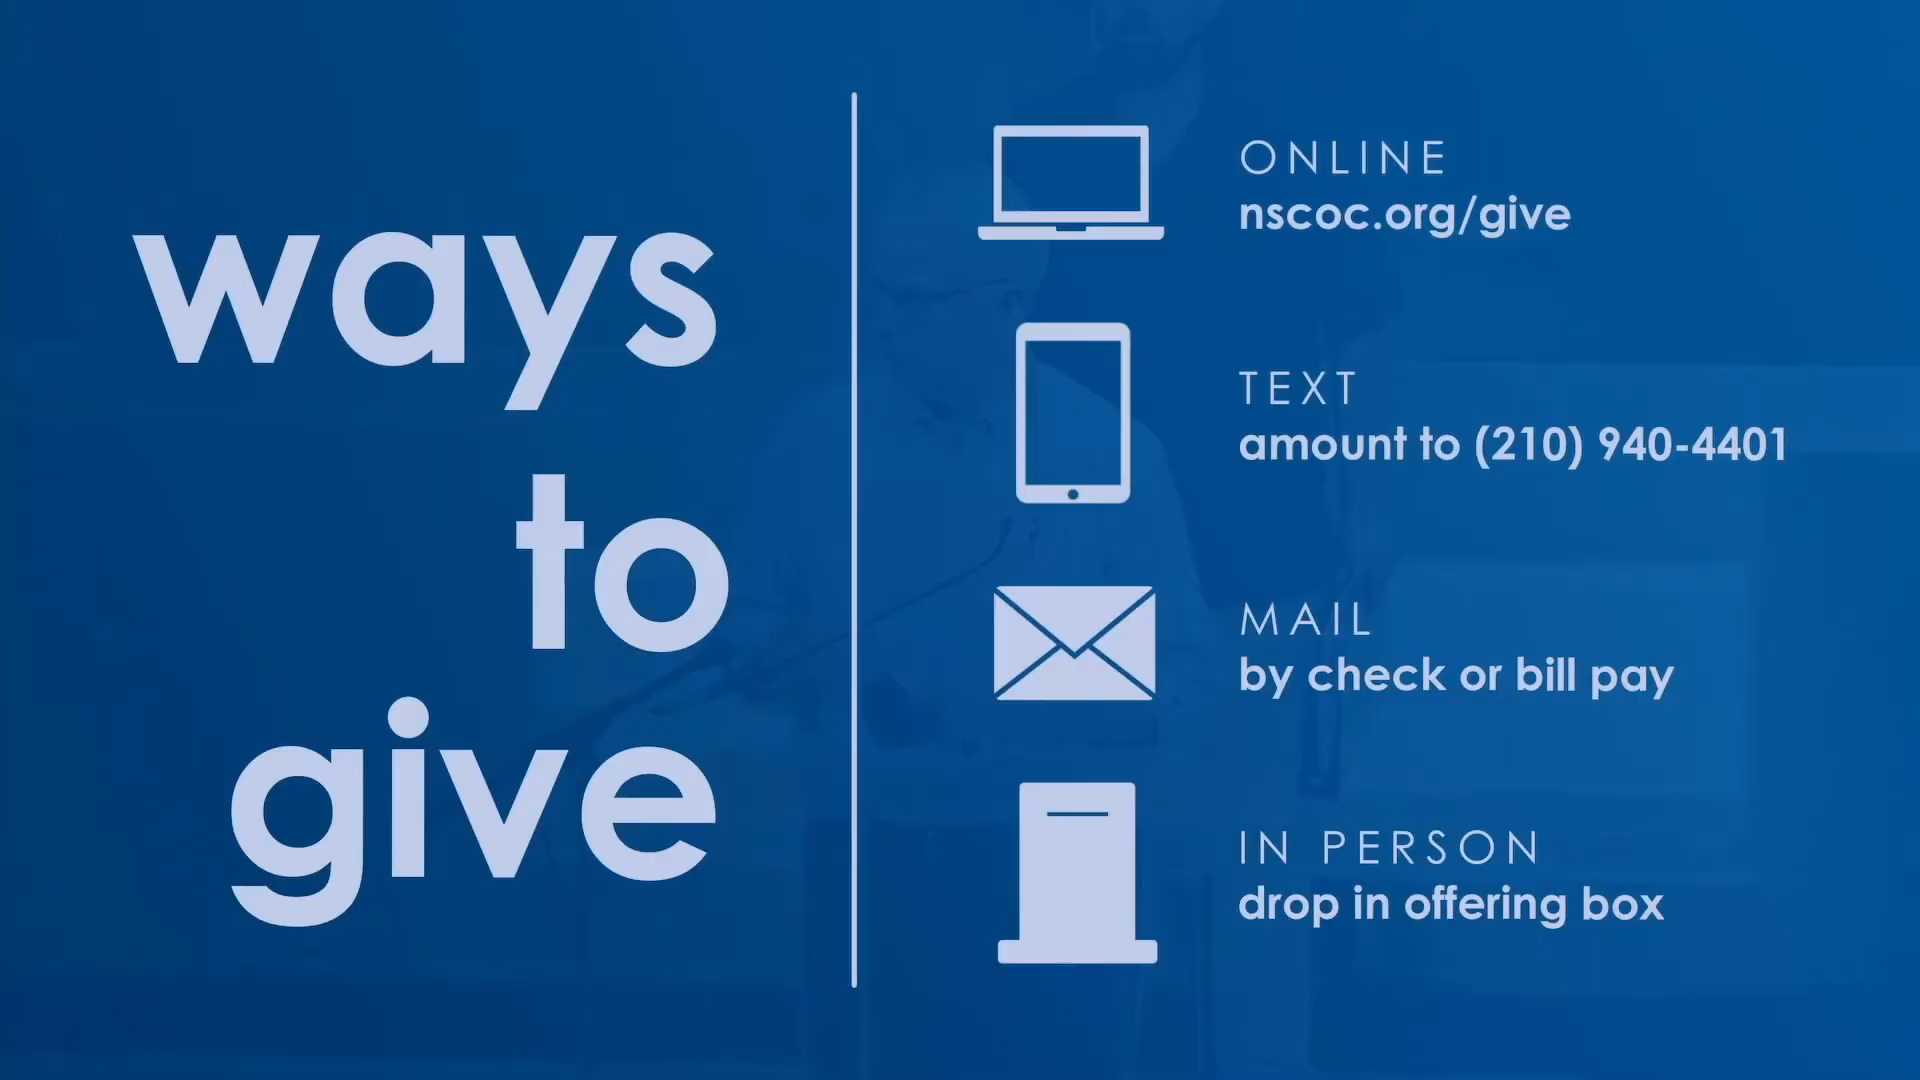 ways
to
give
ONLINE
nscoc.org/give
TEXT
amount to (210) 940-4401
MAIL
by check or bill pay
IN PERSON
drop in offering box